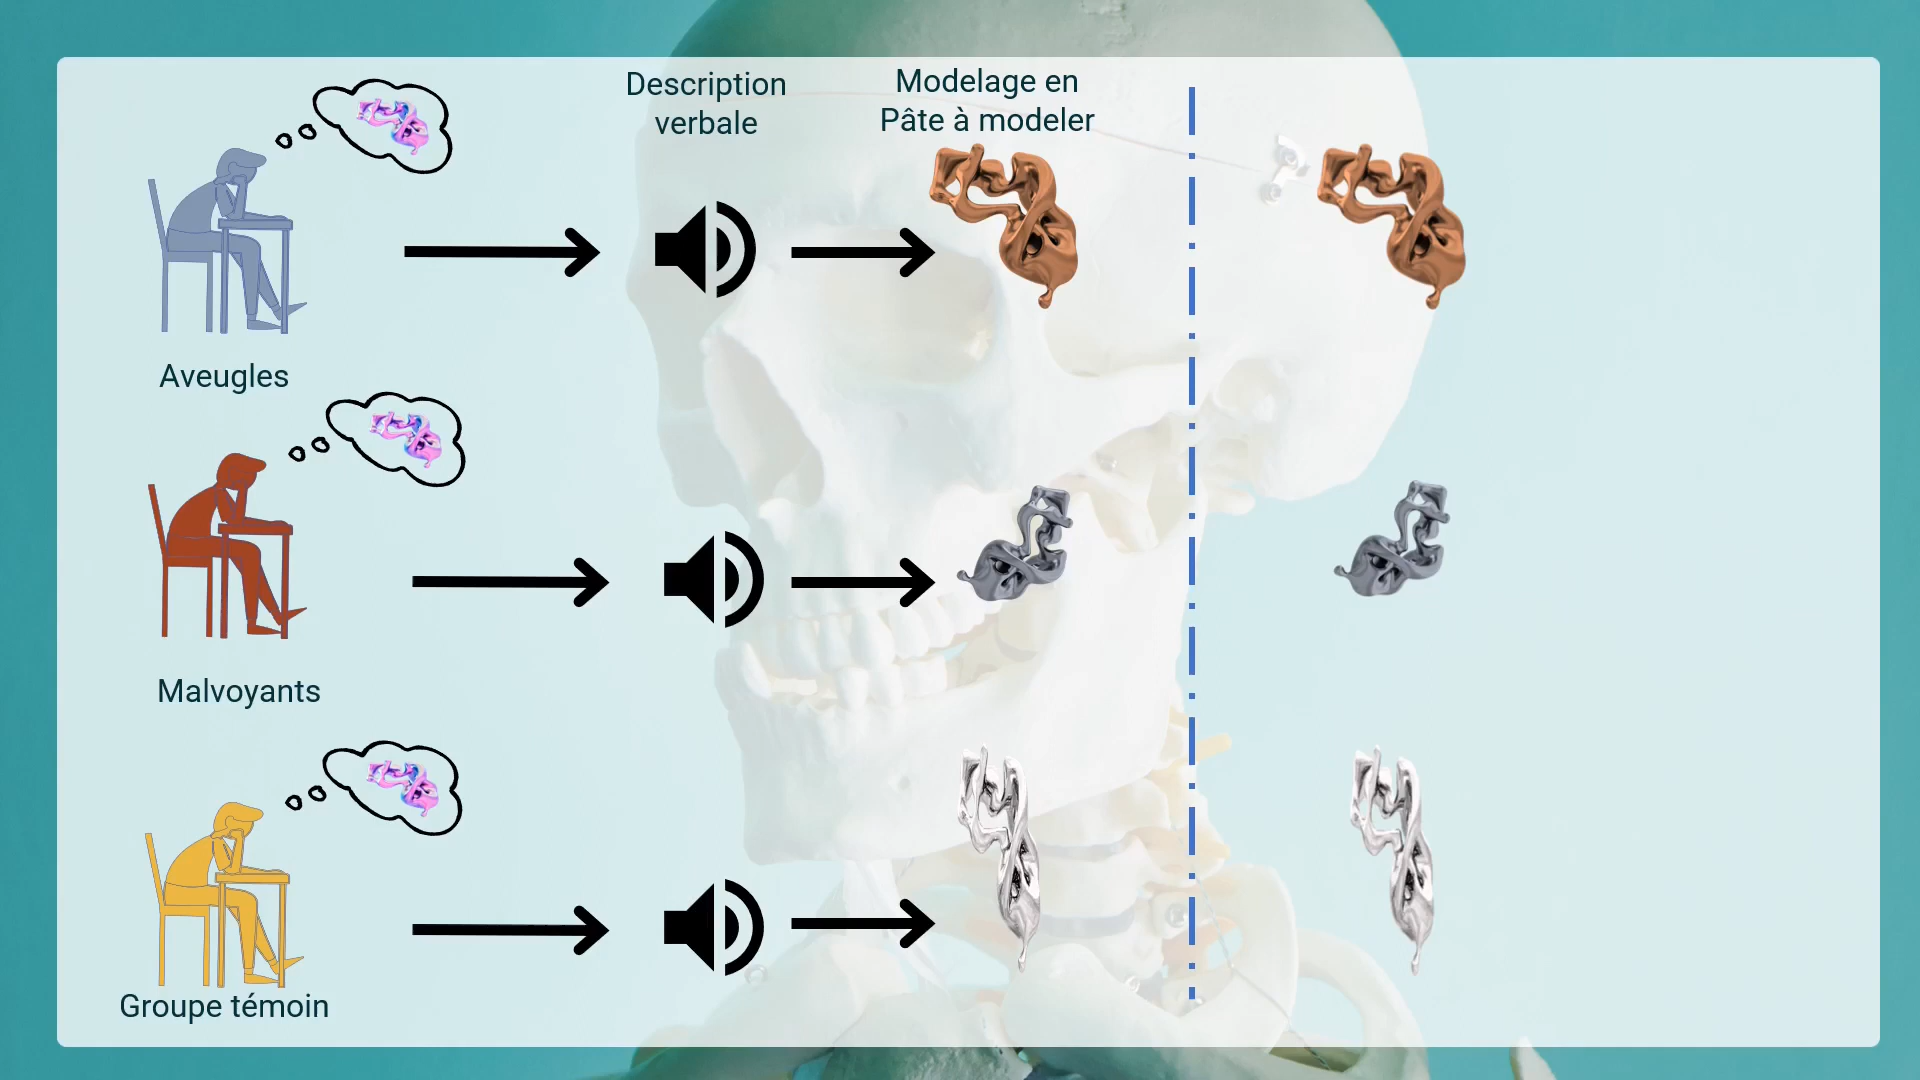 Description
verbale
Modelage en
Pâte à modeler
Aveugles
Malvoyants
Groupe témoin